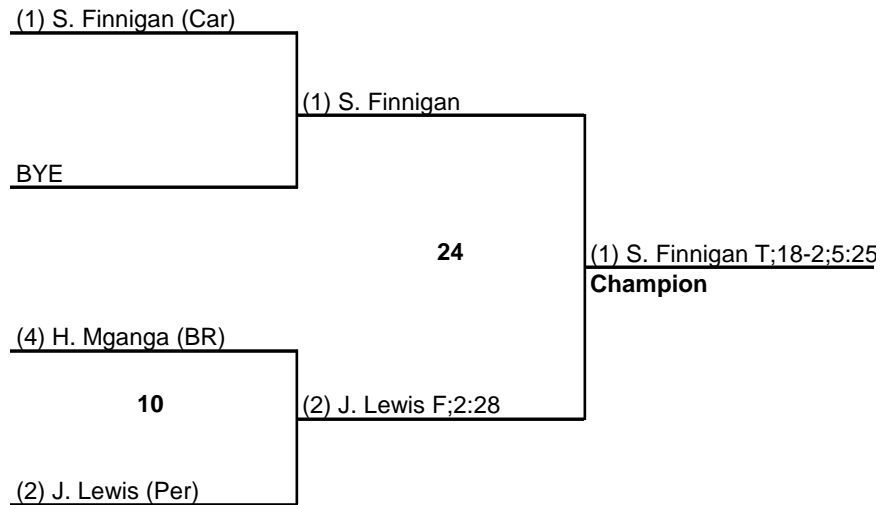 (1) S. Finnigan (Car)
(1) S. Finnigan
BYE
24
(1) S. Finnigan T;18-2;5:25
Champion
(4) H. Mganga (BR)
10
(2) J. Lewis F;2:28
(2) J. Lewis (Per)